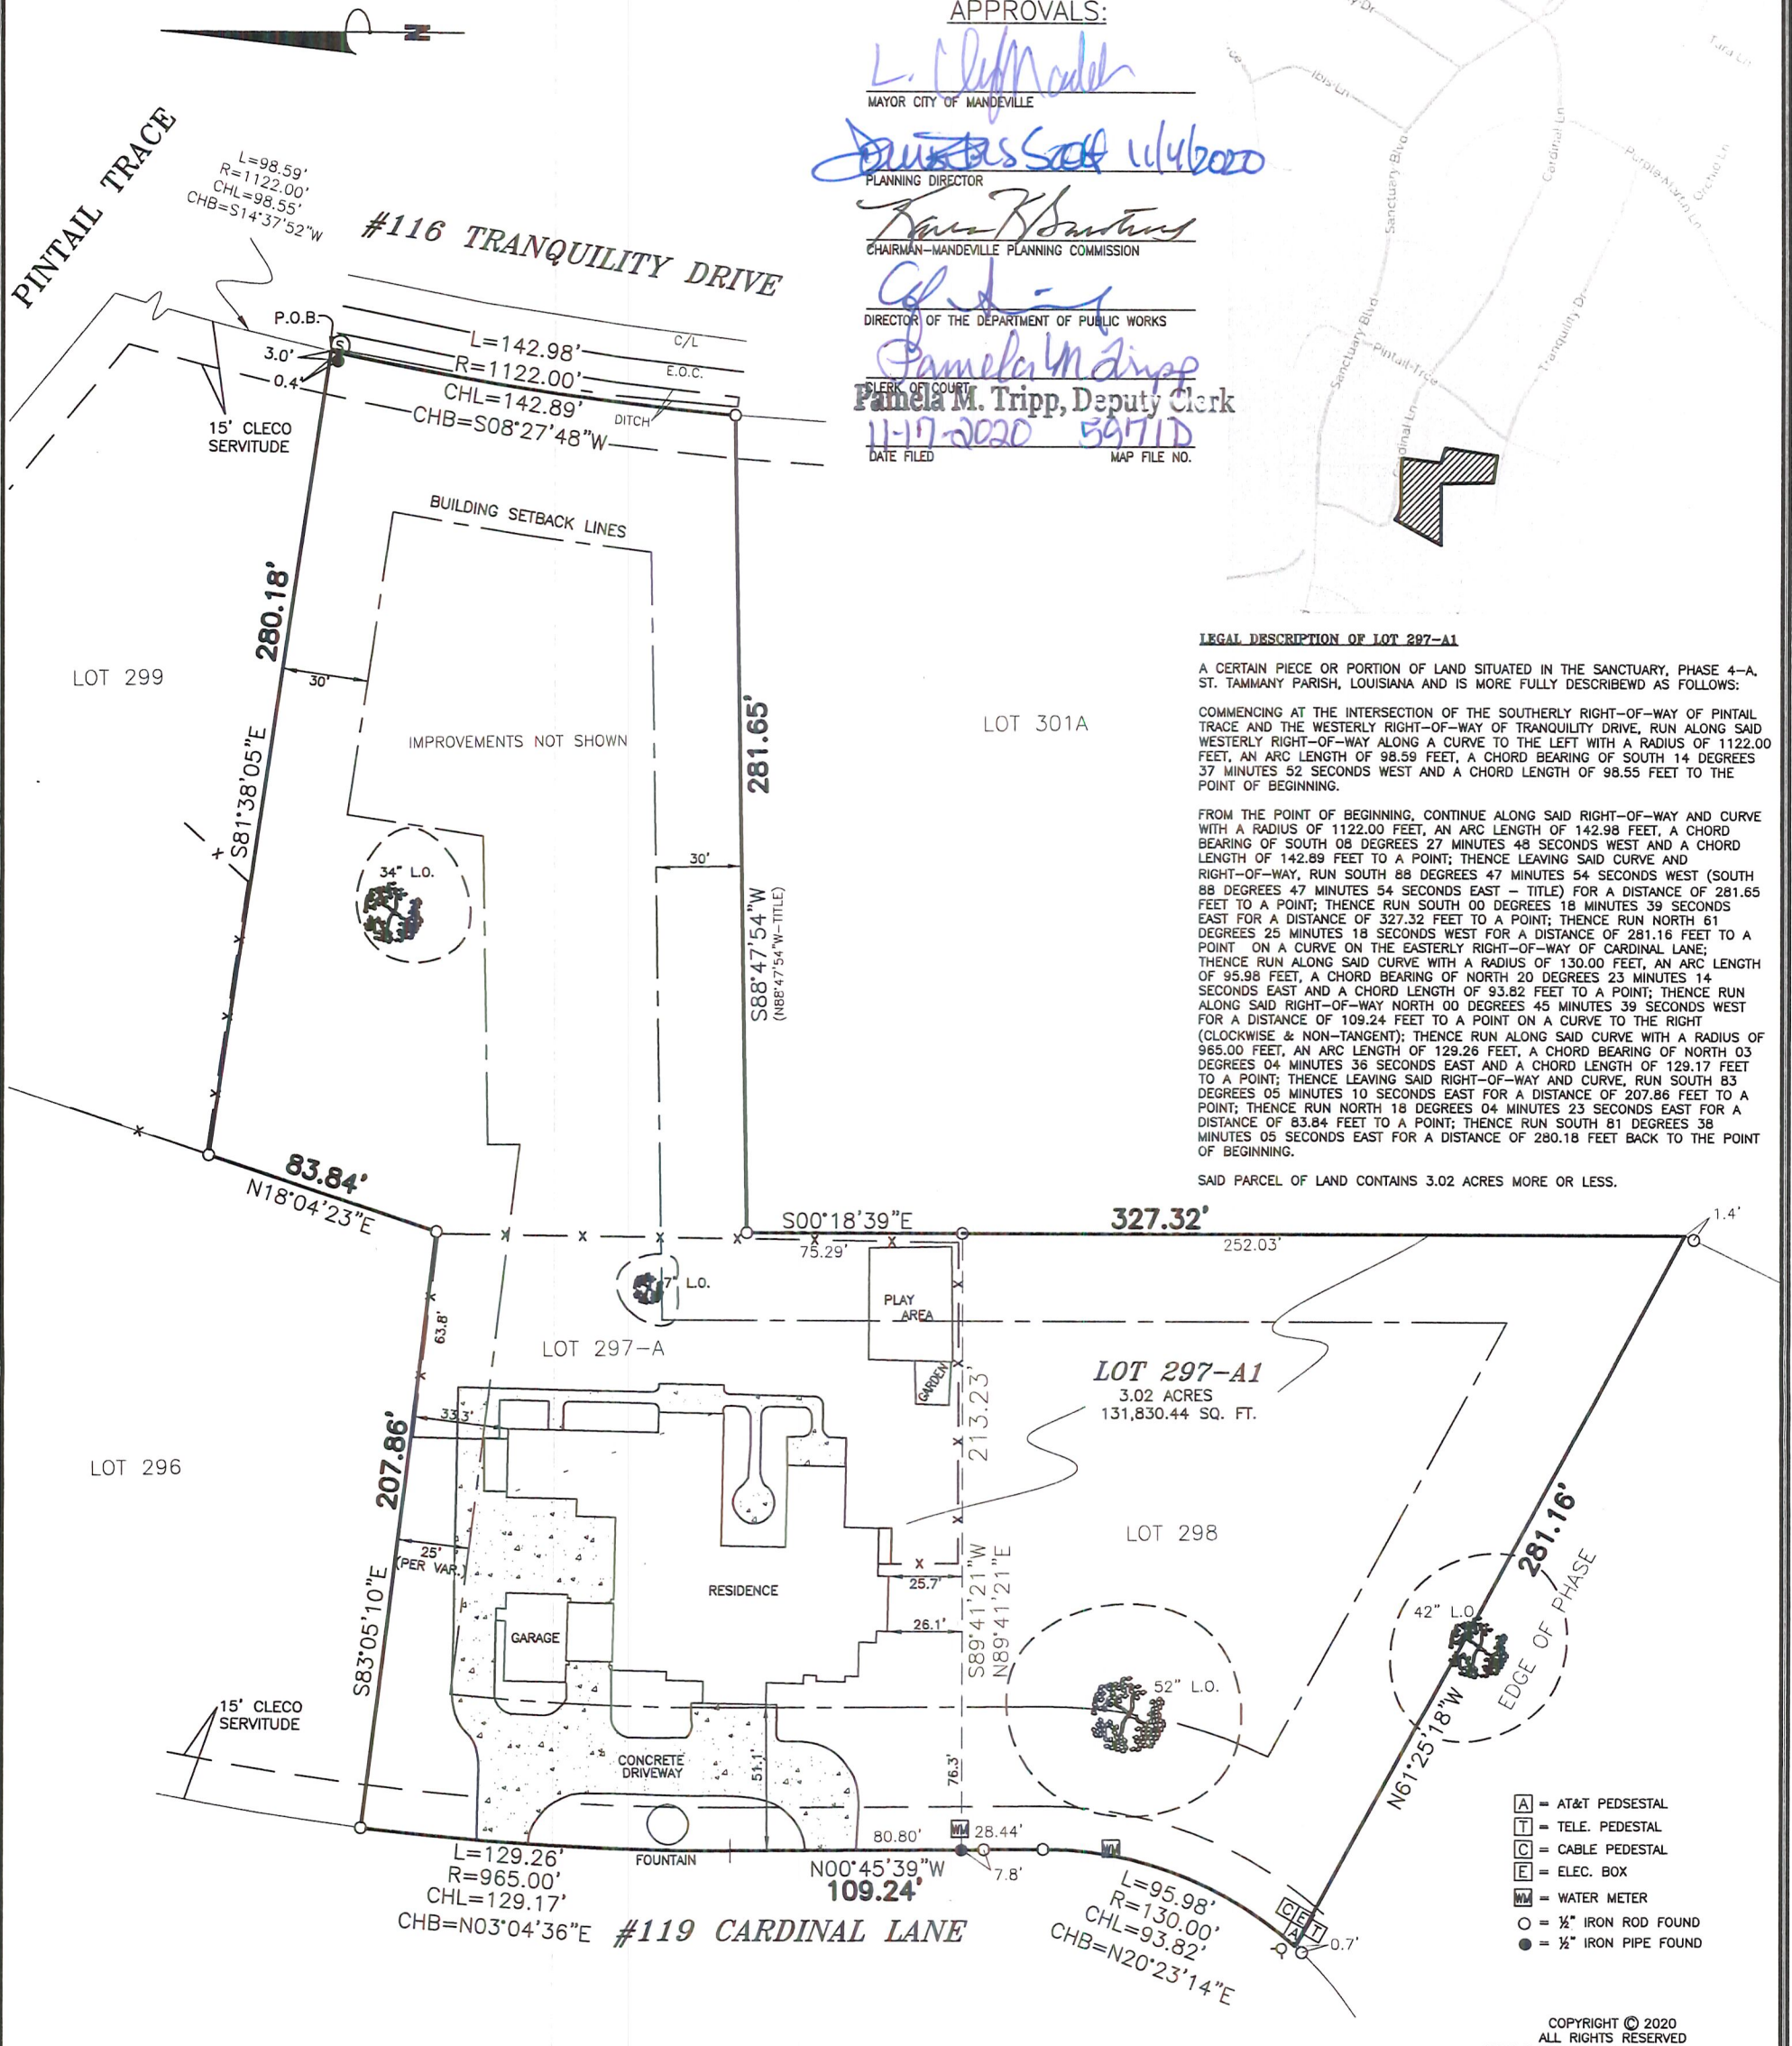 N
APPROVALS:
MAYOR CITY OF MANDEVILLE
11/4/2020
PLANNING DIRECTOR
CHAIRMAN-MANDEVILLE PLANNING COMMISSION
DIRECTOR OF THE DEPARTMENT OF PUBLIC WORKS
Pamela M. Tripp
CLERK OF COURT
Pamela M. Tripp, Deputy Clerk
11-17-2020 5971D
DATE FILED MAP FILE NO.
Ibis Ln
Tara Ln
Sanctuary Blvd
Cardinal Ln
Purple Martin Ln
Orchid Ln
Sanctuary Blvd
Pintail Trce
Tranquility Dr
Cardinal Ln
PINTAIL TRACE
L=98.59'
R=1122.00'
CHL=98.55'
CHB=S14°37'52"W
#116 TRANQUILITY DRIVE
P.O.B.
S
3.0'
0.4'
15' CLECO
SERVITUDE
L=142.98'
R=1122.00'
CHL=142.89'
CHB=S08°27'48"W
C/L
E.O.C.
DITCH
BUILDING SETBACK LINES
280.18'
S81°38'05"E
LOT 299
30'
IMPROVEMENTS NOT SHOWN
281.65'
LOT 301A
34" L.O.
30'
S88°47'54"W
(N88°47'54"W-TITLE)
LEGAL DESCRIPTION OF LOT 297-A1
A CERTAIN PIECE OR PORTION OF LAND SITUATED IN THE SANCTUARY, PHASE 4-A,
ST. TAMMANY PARISH, LOUISIANA AND IS MORE FULLY DESCRIBEWD AS FOLLOWS:
COMMENCING AT THE INTERSECTION OF THE SOUTHERLY RIGHT-OF-WAY OF PINTAIL
TRACE AND THE WESTERLY RIGHT-OF-WAY OF TRANQUILITY DRIVE, RUN ALONG SAID
WESTERLY RIGHT-OF-WAY ALONG A CURVE TO THE LEFT WITH A RADIUS OF 1122.00
FEET, AN ARC LENGTH OF 98.59 FEET, A CHORD BEARING OF SOUTH 14 DEGREES
37 MINUTES 52 SECONDS WEST AND A CHORD LENGTH OF 98.55 FEET TO THE
POINT OF BEGINNING.
FROM THE POINT OF BEGINNING, CONTINUE ALONG SAID RIGHT-OF-WAY AND CURVE
WITH A RADIUS OF 1122.00 FEET, AN ARC LENGTH OF 142.98 FEET, A CHORD
BEARING OF SOUTH 08 DEGREES 27 MINUTES 48 SECONDS WEST AND A CHORD
LENGTH OF 142.89 FEET TO A POINT; THENCE LEAVING SAID CURVE AND
RIGHT-OF-WAY, RUN SOUTH 88 DEGREES 47 MINUTES 54 SECONDS WEST (SOUTH
88 DEGREES 47 MINUTES 54 SECONDS EAST - TITLE) FOR A DISTANCE OF 281.65
FEET TO A POINT; THENCE RUN SOUTH 00 DEGREES 18 MINUTES 39 SECONDS
EAST FOR A DISTANCE OF 327.32 FEET TO A POINT; THENCE RUN NORTH 61
DEGREES 25 MINUTES 18 SECONDS WEST FOR A DISTANCE OF 281.16 FEET TO A
POINT ON A CURVE ON THE EASTERLY RIGHT-OF-WAY OF CARDINAL LANE;
THENCE RUN ALONG SAID CURVE WITH A RADIUS OF 130.00 FEET, AN ARC LENGTH
OF 95.98 FEET, A CHORD BEARING OF NORTH 20 DEGREES 23 MINUTES 14
SECONDS EAST AND A CHORD LENGTH OF 93.82 FEET TO A POINT; THENCE RUN
ALONG SAID RIGHT-OF-WAY NORTH 00 DEGREES 45 MINUTES 39 SECONDS WEST
FOR A DISTANCE OF 109.24 FEET TO A POINT ON A CURVE TO THE RIGHT
(CLOCKWISE & NON-TANGENT); THENCE RUN ALONG SAID CURVE WITH A RADIUS OF
965.00 FEET, AN ARC LENGTH OF 129.26 FEET, A CHORD BEARING OF NORTH 03
DEGREES 04 MINUTES 36 SECONDS EAST AND A CHORD LENGTH OF 129.17 FEET
TO A POINT; THENCE LEAVING SAID RIGHT-OF-WAY AND CURVE, RUN SOUTH 83
DEGREES 05 MINUTES 10 SECONDS EAST FOR A DISTANCE OF 207.86 FEET TO A
POINT; THENCE RUN NORTH 18 DEGREES 04 MINUTES 23 SECONDS EAST FOR A
DISTANCE OF 83.84 FEET TO A POINT; THENCE RUN SOUTH 81 DEGREES 38
MINUTES 05 SECONDS EAST FOR A DISTANCE OF 280.18 FEET BACK TO THE POINT
OF BEGINNING.
SAID PARCEL OF LAND CONTAINS 3.02 ACRES MORE OR LESS.
83.84'
N18°04'23"E
S00°18'39"E
75.29'
327.32'
252.03'
1.4'
7" L.O.
PLAY
AREA
GARDEN
63.8'
LOT 297-A
LOT 297-A1
3.02 ACRES
131,830.44 SQ. FT.
213.23'
33.3'
LOT 296
207.86'
S83°05'10"E
25'
(PER VAR.)
RESIDENCE
GARAGE
25.7'
26.1'
S89°41'21"W
N89°41'21"E
LOT 298
281.16'
N61°25'18"W
42" L.O.
EDGE OF PHASE
52" L.O.
15' CLECO
SERVITUDE
CONCRETE
DRIVEWAY
51.1'
76.3'
FOUNTAIN
80.80'
WM
28.44'
7.8'
WM
L=129.26'
R=965.00'
CHL=129.17'
CHB=N03°04'36"E
N00°45'39"W
109.24'
#119 CARDINAL LANE
L=95.98'
R=130.00'
CHL=93.82'
CHB=N20°23'14"E
C
E
T
A
0.7'
A = AT&T PEDSESTAL
T = TELE. PEDESTAL
C = CABLE PEDESTAL
E = ELEC. BOX
WM = WATER METER
= ½" IRON ROD FOUND
= ½" IRON PIPE FOUND
COPYRIGHT © 2020
ALL RIGHTS RESERVED